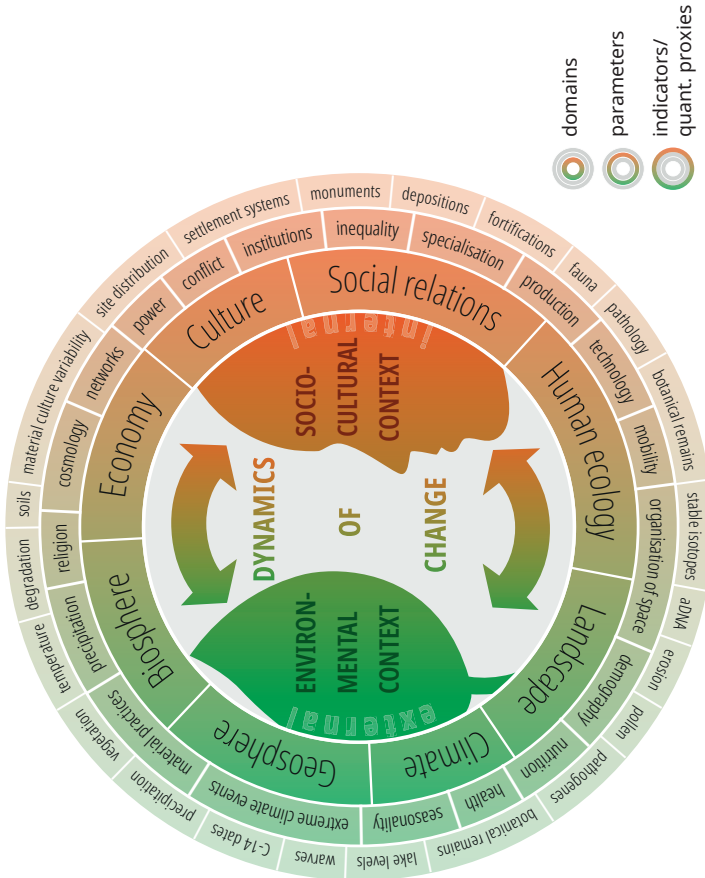 DYNAMICS
OF
CHANGE
ENVIRON-
MENTAL
CONTEXT
external
SOCIO-
CULTURAL
CONTEXT
internal
Geosphere
Biosphere
Economy
Culture
Social relations
Human ecology
Landscape
Climate
extreme climate events
material practices
precipitation
religion
cosmology
networks
power
conflict
institutions
inequality
specialisation
production
technology
mobility
organisation of space
demography
nutrition
health
seasonality
warves
C-14 dates
precipitation
vegetation
temperature
degradation
soils
material culture variability
site distribution
settlement systems
monuments
depositions
fortifications
fauna
pathology
botanical remains
stable isotopes
aDNA
erosion
pollen
pathogenes
botanical remains
lake levels
domains
parameters
indicators/
quant. proxies